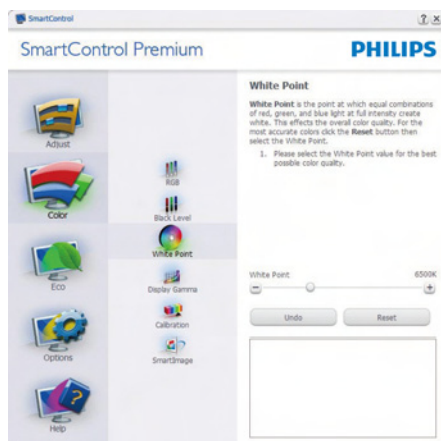 SmartControl
SmartControl Premium
PHILIPS
Adjust
Color
Eco
Options
Help
RGB
Black Level
White Point
Display Gamma
Calibration
SmartImage
White Point
White Point is the point at which equal combinations
of red, green, and blue light at full intensity create
white. This effects the overall color quality. For the
most accurate colors click the Reset button then
select the White Point.
1. Please select the White Point value for the best
possible color quality.
White Point 6500K
Undo Reset